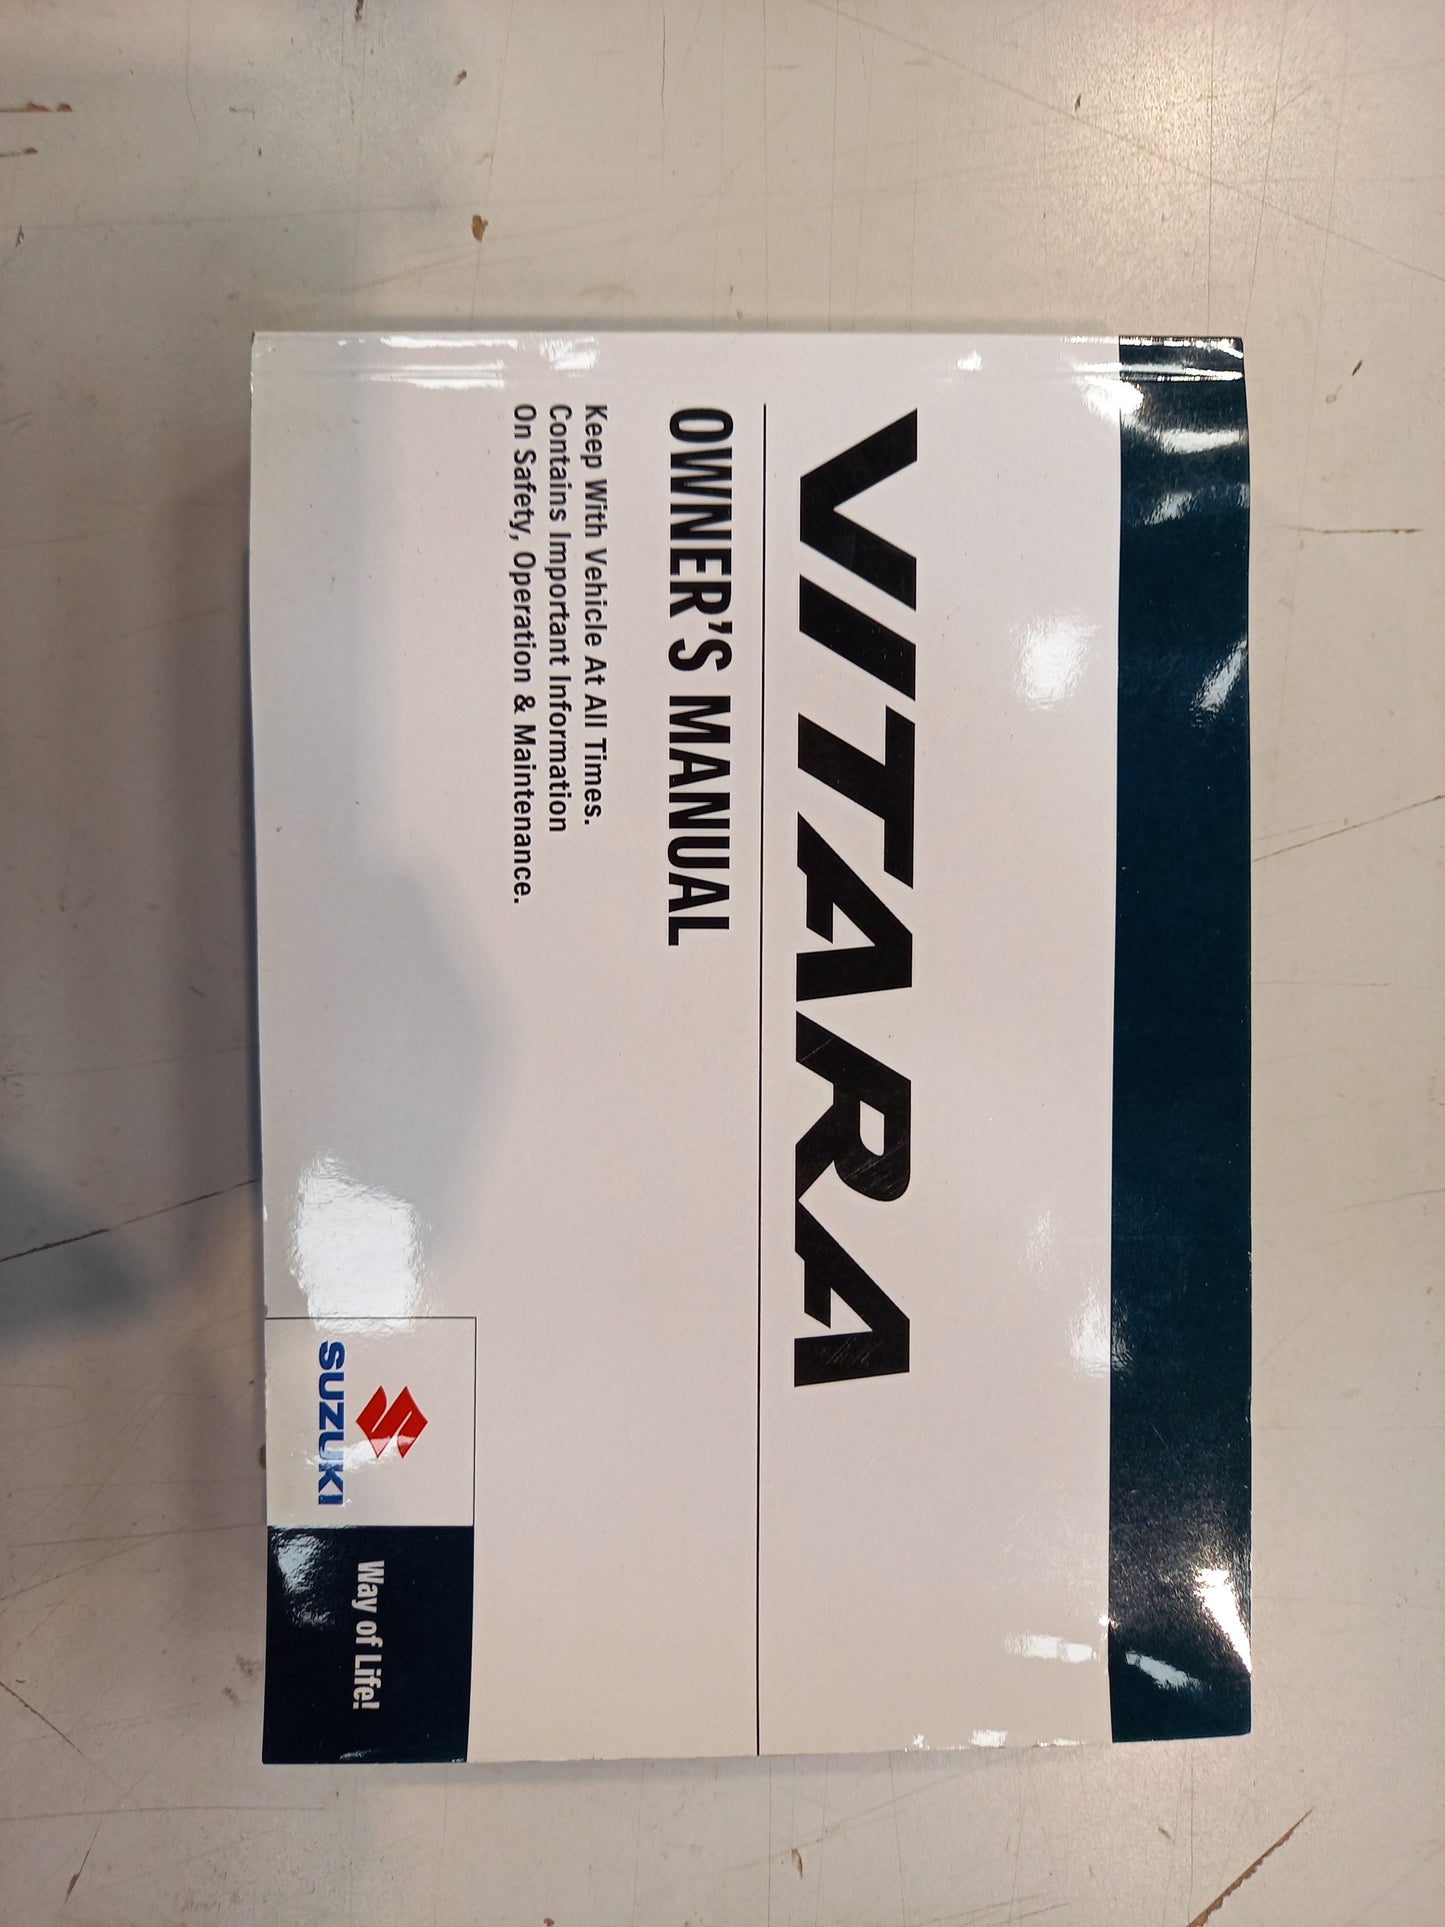 VITARA
OWNER'S MANUAL
Keep With Vehicle At All Times.
Contains Important Information
On Safety, Operation & Maintenance.
SUZUKI
Way of Life!